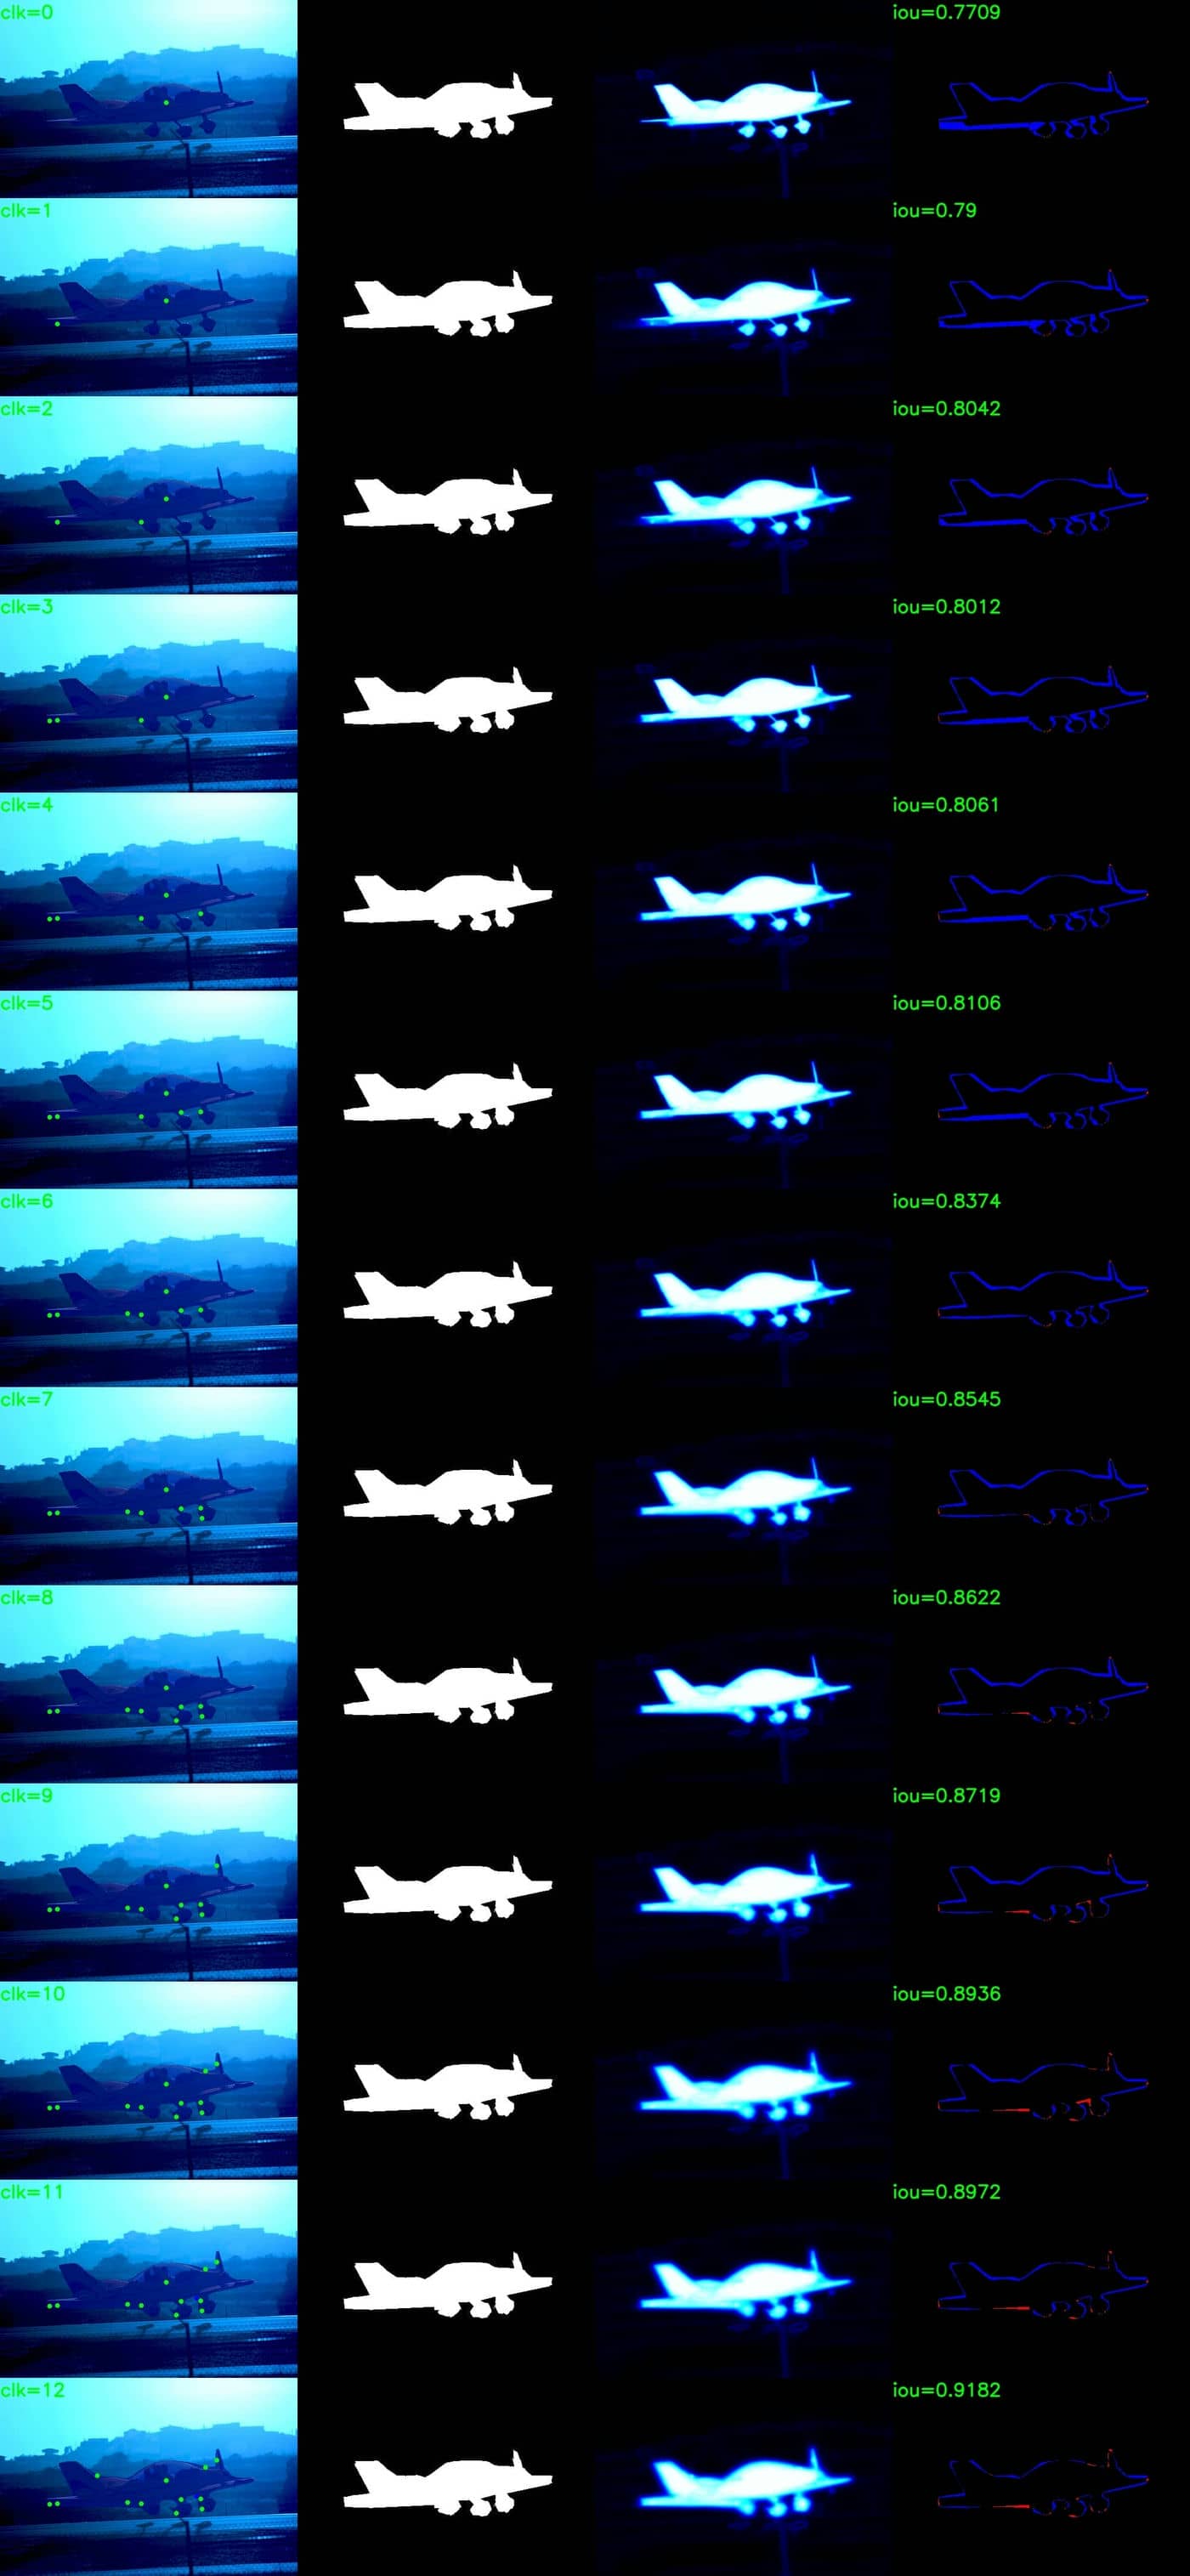 clk=0 iou=0.7709
clk=1 iou=0.79
clk=2 iou=0.8042
clk=3 iou=0.8012
clk=4 iou=0.8061
clk=5 iou=0.8106
clk=6 iou=0.8374
clk=7 iou=0.8545
clk=8 iou=0.8622
clk=9 iou=0.8719
clk=10 iou=0.8936
clk=11 iou=0.8972
clk=12 iou=0.9182